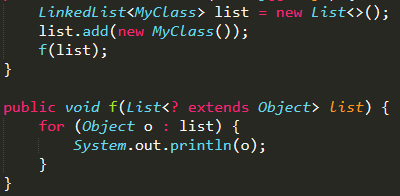 LinkedList<MyClass> list = new List<>();
list.add(new MyClass());
f(list);
}
public void f(List<? extends Object> list) {
for (Object o : list) {
System.out.println(o);
}
}